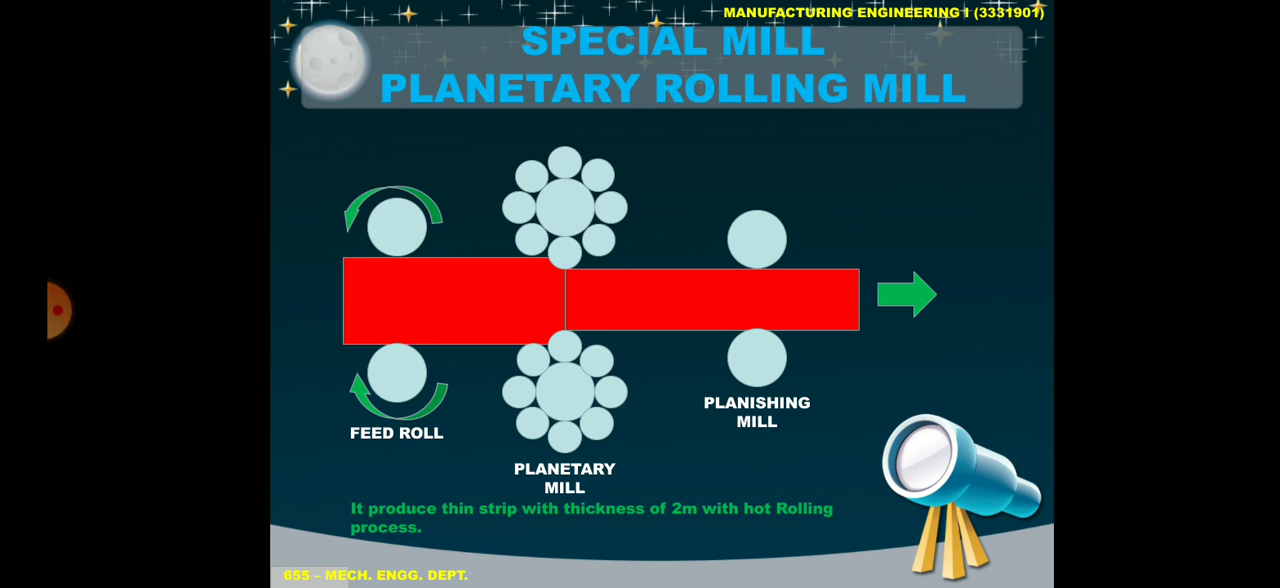 MANUFACTURING ENGINEERING I (3331901)
SPECIAL MILL
PLANETARY ROLLING MILL
FEED ROLL
PLANETARY
MILL
PLANISHING
MILL
It produce thin strip with thickness of 2m with hot Rolling
process.
655 – MECH. ENGG. DEPT.